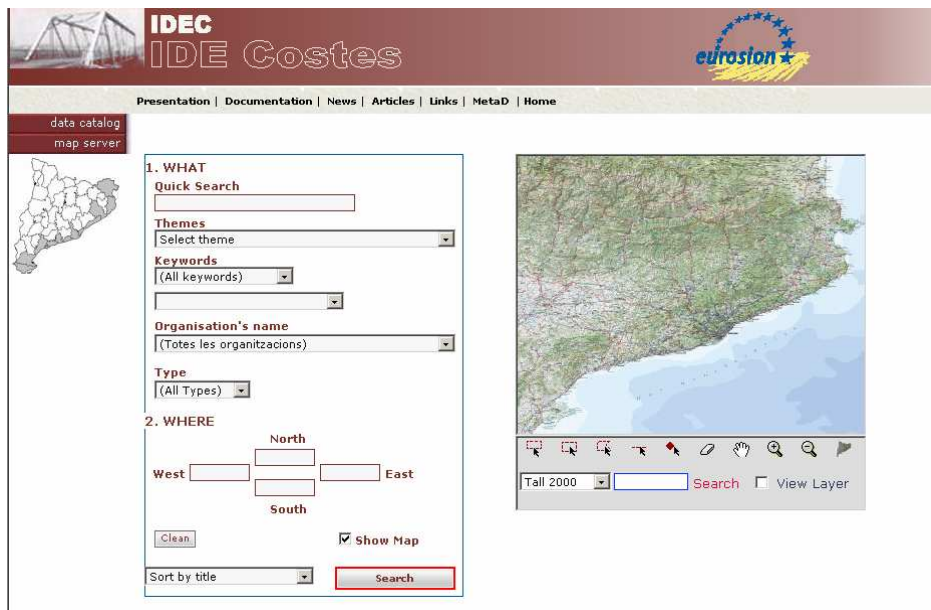 IDEC
IDE Costes
eurosion
Presentation | Documentation | News | Articles | Links | MetaD | Home
data catalog
map server
1. WHAT
Quick Search
Themes
Select theme
Keywords
(All keywords)
Organisation's name
(Totes les organitzacions)
Type
(All Types)
2. WHERE
North
West
East
South
Clean
Show Map
Sort by title
Search
Tall 2000
Search
View Layer